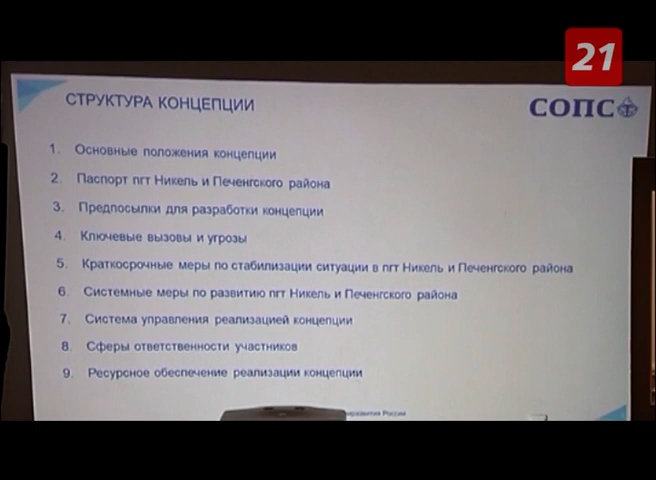 21
СТРУКТУРА КОНЦЕПЦИИ
СОПС
1. Основные положения концепции
2. Паспорт пгт Никель и Печенгского района
3. Предпосылки для разработки концепции
4. Ключевые вызовы и угрозы
5. Краткосрочные меры по стабилизации ситуации в пгт Никель и Печенгского района
6. Системные меры по развитию пгт Никель и Печенгского района
7. Система управления реализацией концепции
8. Сферы ответственности участников
9. Ресурсное обеспечение реализации концепции
России